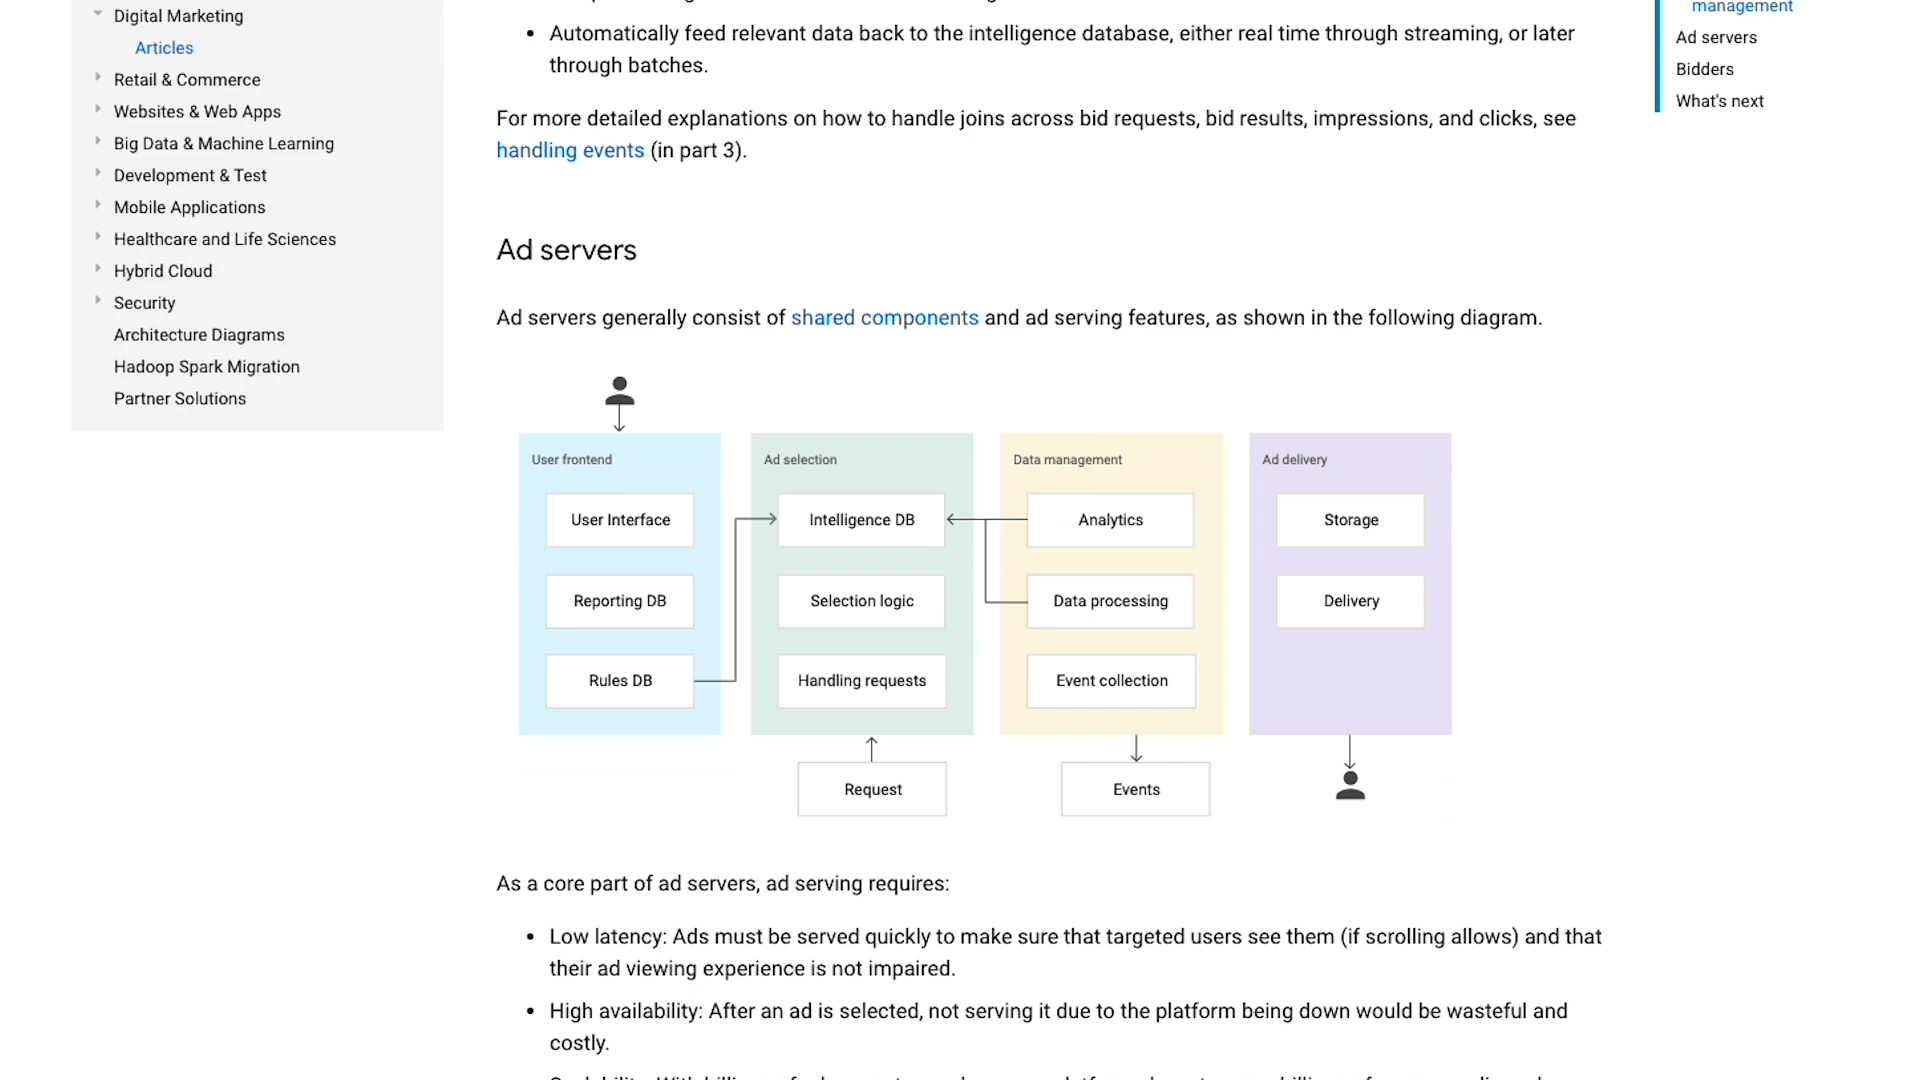 Digital Marketing
Articles
Retail & Commerce
Websites & Web Apps
Big Data & Machine Learning
Development & Test
Mobile Applications
Healthcare and Life Sciences
Hybrid Cloud
Security
Architecture Diagrams
Hadoop Spark Migration
Partner Solutions
• Automatically feed relevant data back to the intelligence database, either real time through streaming, or later
through batches.
For more detailed explanations on how to handle joins across bid requests, bid results, impressions, and clicks, see
handling events (in part 3).
Ad servers
Ad servers generally consist of shared components and ad serving features, as shown in the following diagram.
User frontend
User Interface
Reporting DB
Rules DB
Ad selection
Intelligence DB
Selection logic
Handling requests
Request
Data management
Analytics
Data processing
Event collection
Events
Ad delivery
Storage
Delivery
As a core part of ad servers, ad serving requires:
• Low latency: Ads must be served quickly to make sure that targeted users see them (if scrolling allows) and that
their ad viewing experience is not impaired.
• High availability: After an ad is selected, not serving it due to the platform being down would be wasteful and
costly.
management
Ad servers
Bidders
What's next